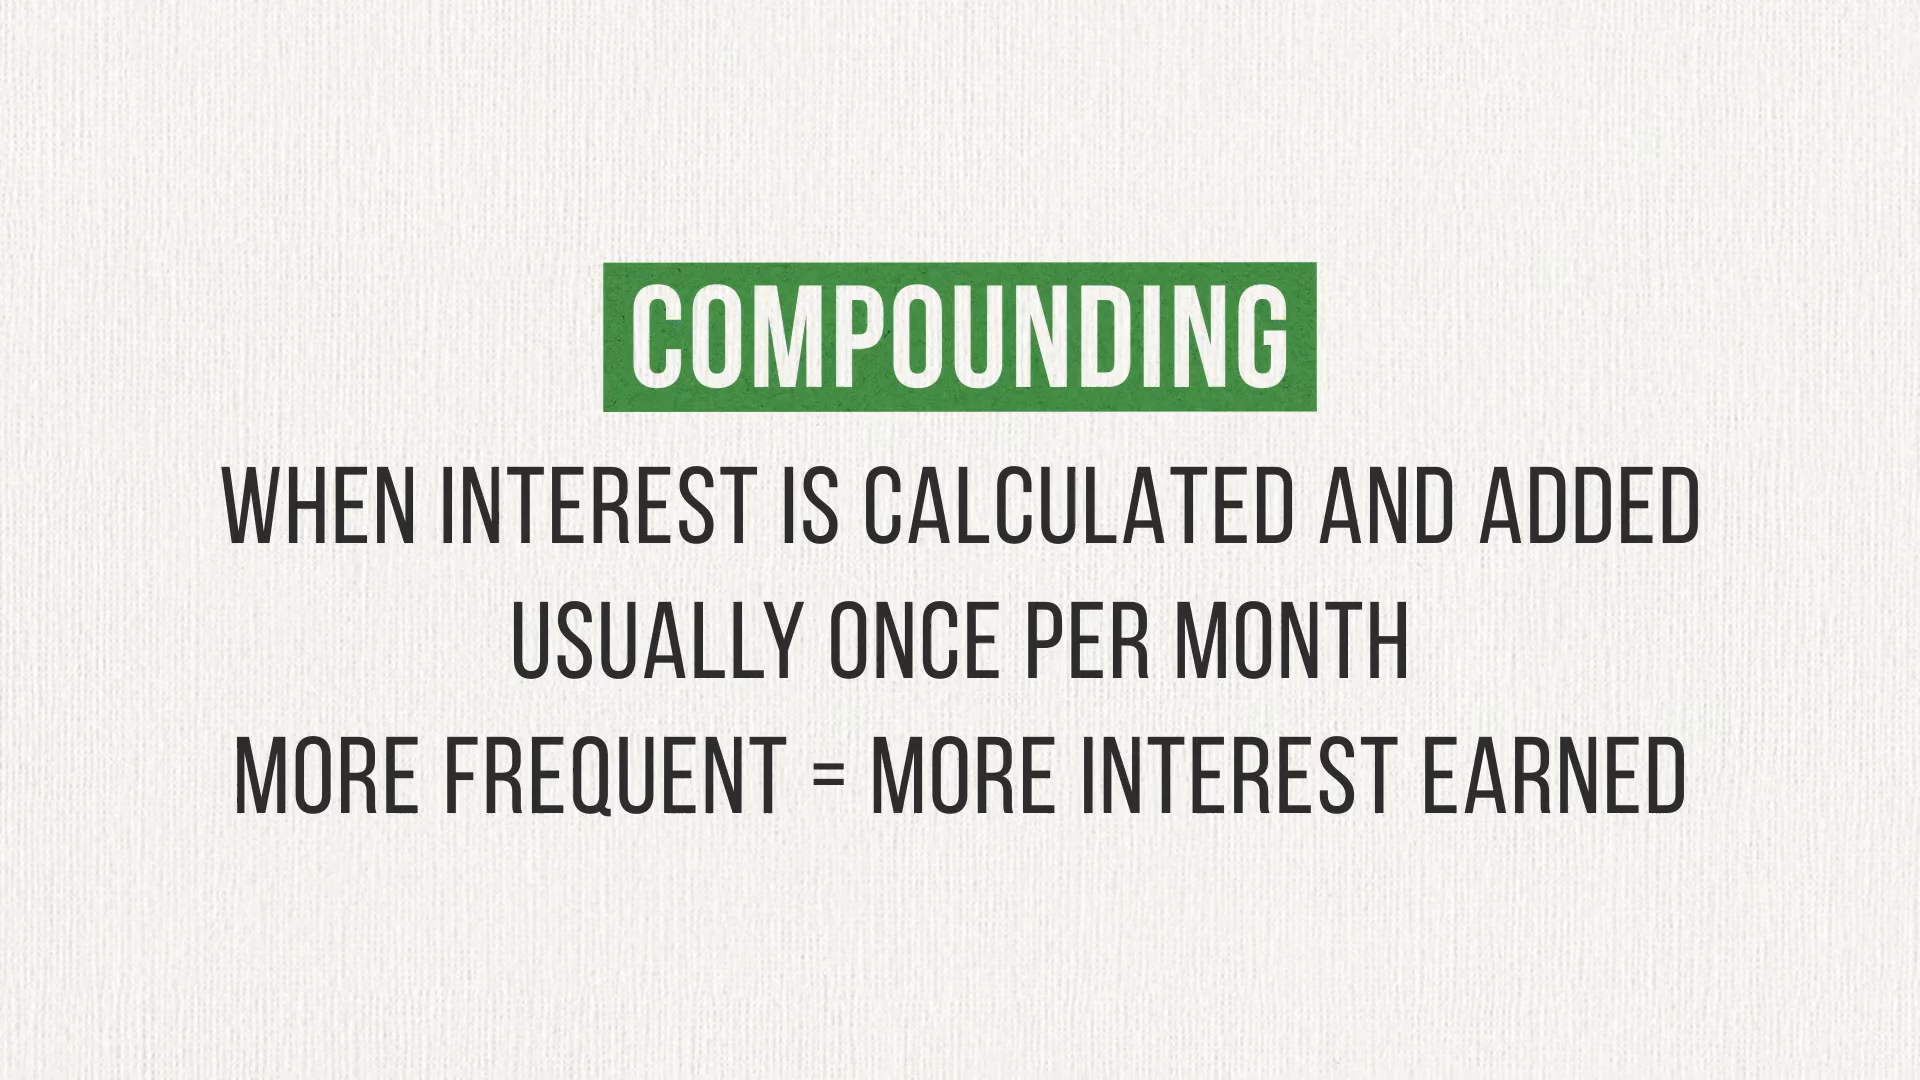 COMPOUNDING
WHEN INTEREST IS CALCULATED AND ADDED
USUALLY ONCE PER MONTH
MORE FREQUENT = MORE INTEREST EARNED